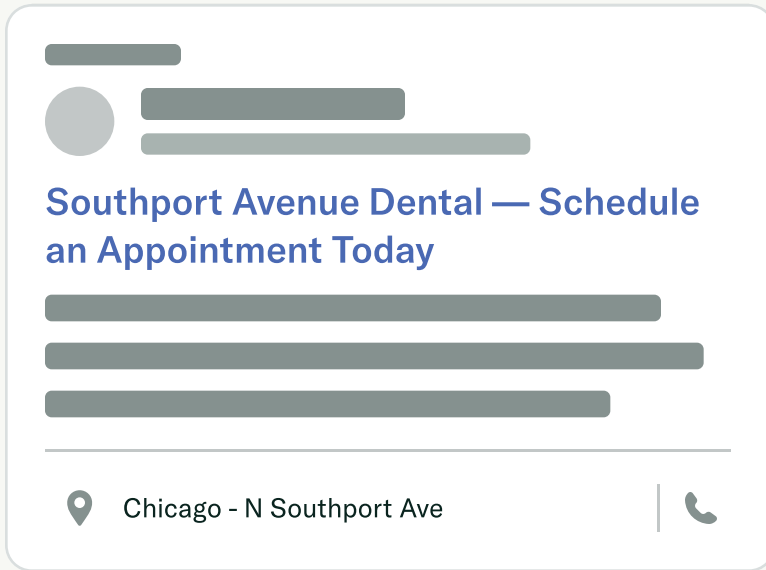 Southport Avenue Dental — Schedule
an Appointment Today
Chicago - N Southport Ave